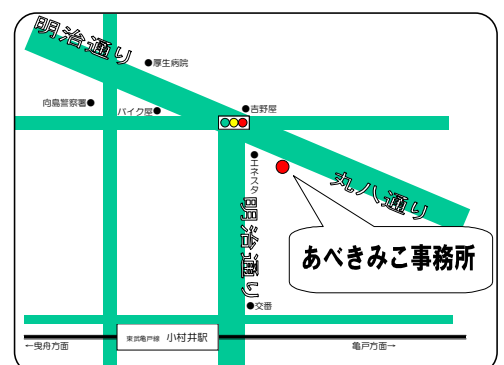 明治通り
●厚生病院
向島警察署●
バイク屋●
●吉野屋
●エネスタ
丸八通り
明治通り
あべきみこ事務所
●交番
東武亀戸線 小村井駅
←曳舟方面
亀戸方面→